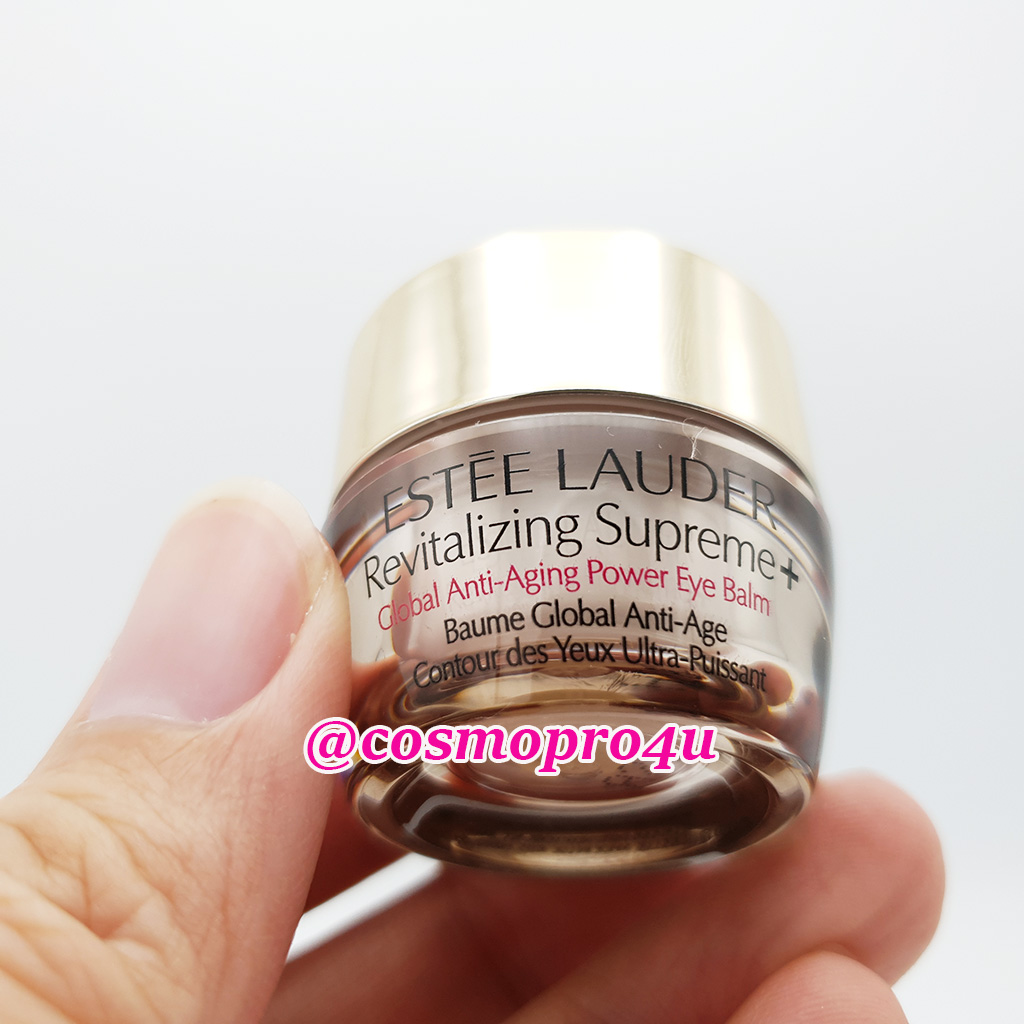 ESTĒE LAUDER
Revitalizing Supreme+
Global Anti-Aging Power Eye Balm
Baume Global Anti-Age
Contour des Yeux Ultra-Puissant
@cosmopro4u